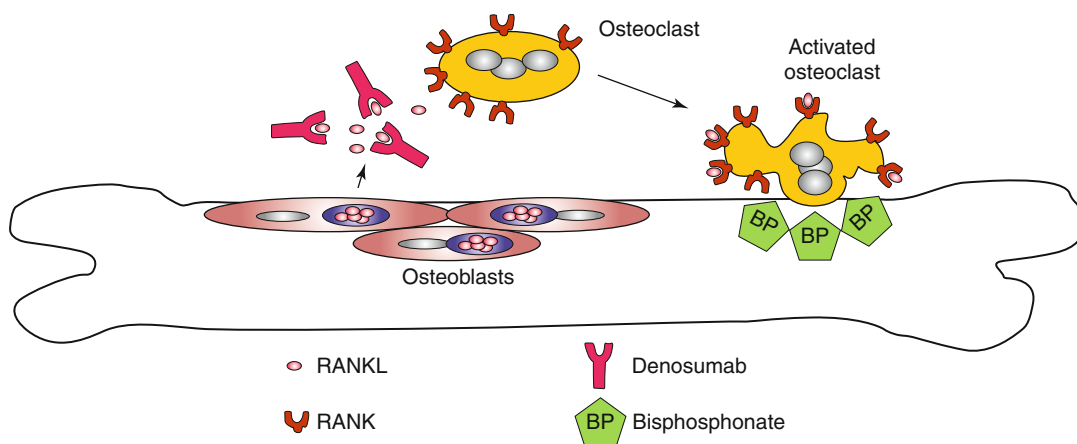 Osteoclast
Activated
osteoclast
BP
BP
BP
Osteoblasts
RANKL
Denosumab
RANK
BP
Bisphosphonate